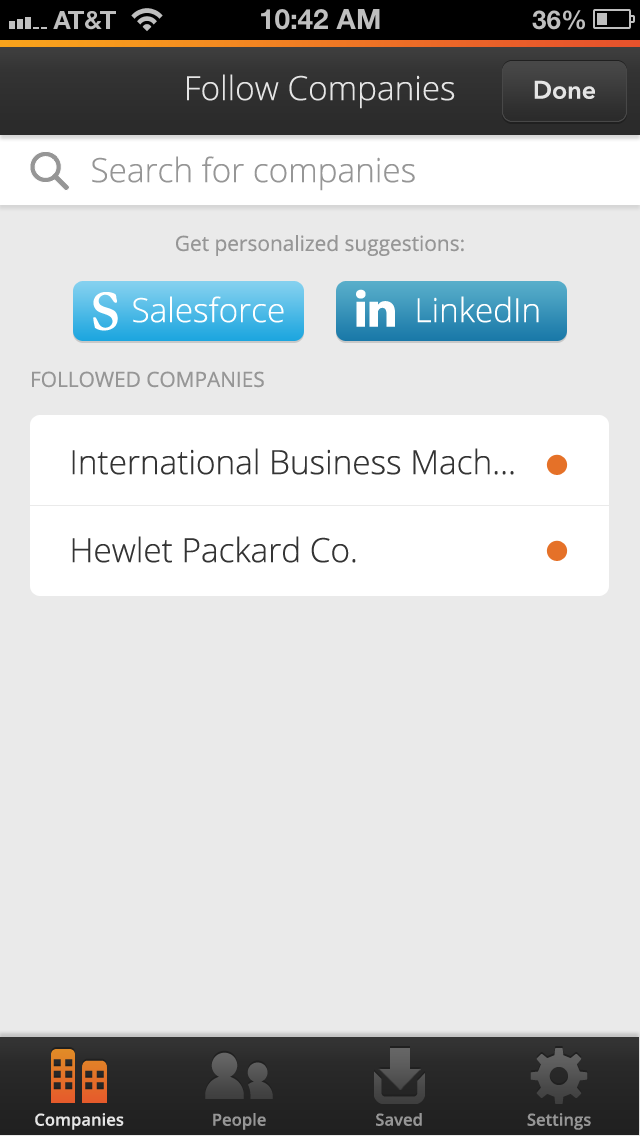 AT&T 10:42 AM 36%
Follow Companies Done
Search for companies
Get personalized suggestions:
S Salesforce in LinkedIn
FOLLOWED COMPANIES
International Business Mach...
Hewlet Packard Co.
Companies People Saved Settings